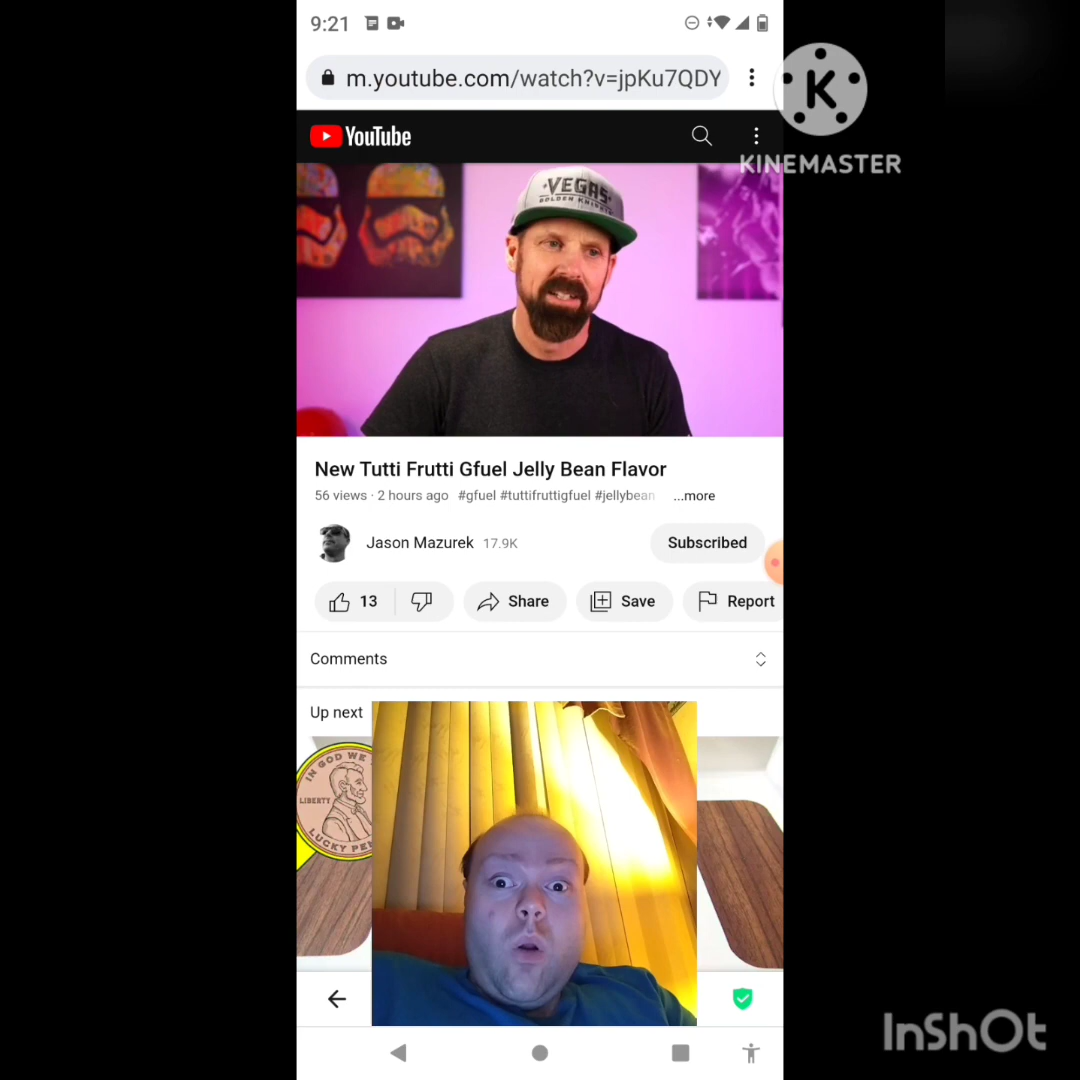 9:21
m.youtube.com/watch?v=jpKu7QDY
K
KINEMASTER
YouTube
VEGAS
GOLDEN KNIGHTS
New Tutti Frutti Gfuel Jelly Bean Flavor
56 views · 2 hours ago #gfuel #tuttifruttigfuel #jellybean ...more
Jason Mazurek 17.9K Subscribed
13 Share Save Report
Comments
Up next
IN GOD WE
LIBERTY
LUCKY PE
InShOt